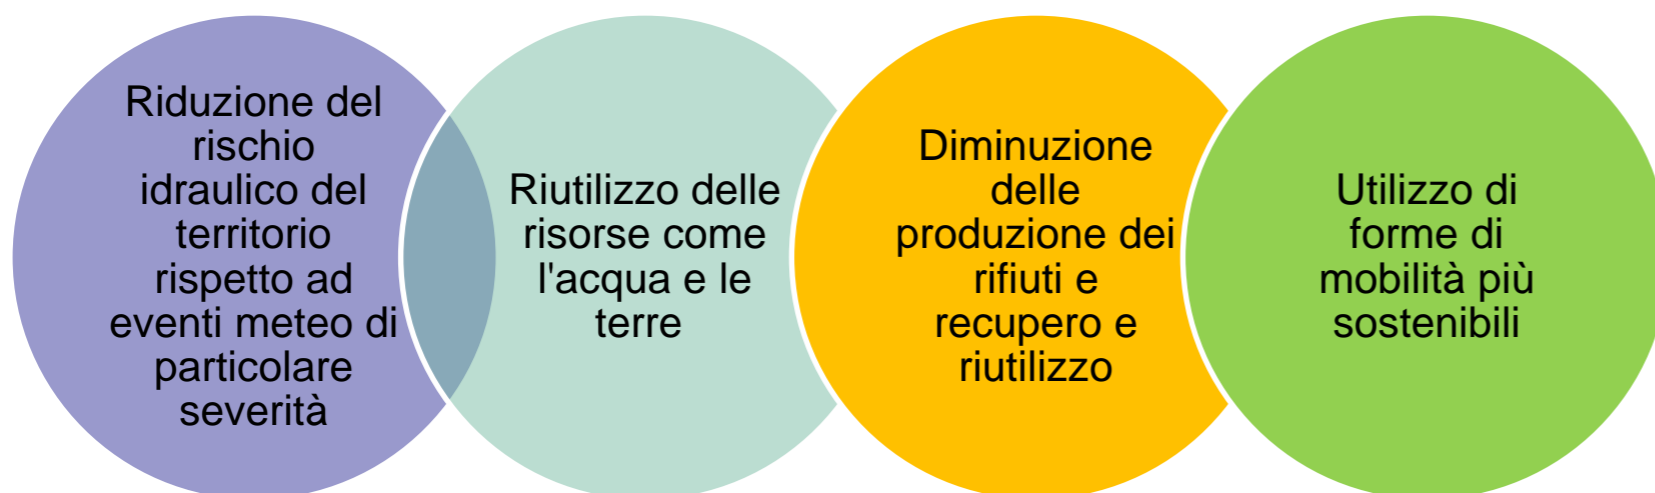 Riduzione del
rischio
idraulico del
territorio
rispetto ad
eventi meteo di
particolare
severità
Riutilizzo delle
risorse come
l'acqua e le
terre
Diminuzione
delle
produzione dei
rifiuti e
recupero e
riutilizzo
Utilizzo di
forme di
mobilità più
sostenibili